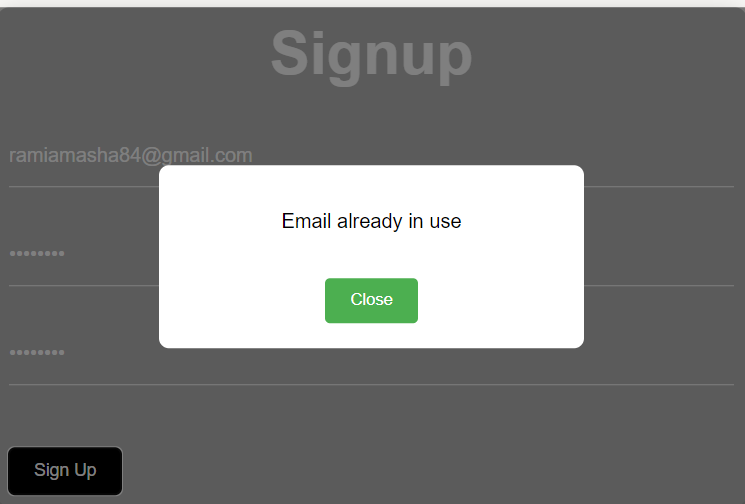 Signup
ramiamasha84@gmail.com
Email already in use
••••••••
Close
••••••••
Sign Up